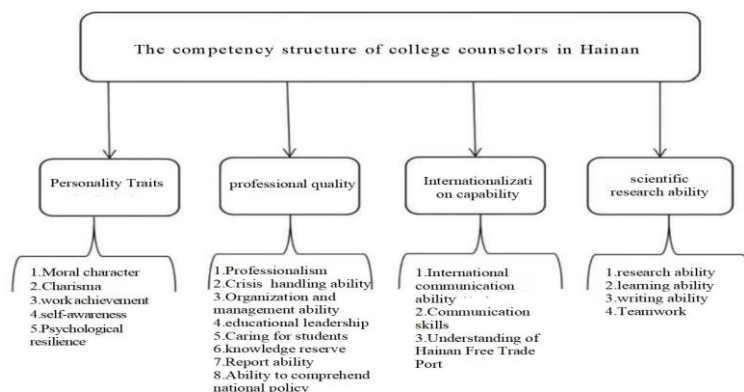 The competency structure of college counselors in Hainan
Personality Traits
professional quality
Internationalizati
on capability
scientific
research ability
1.Moral character
2.Charisma
3.work achievement
4.self-awareness
5.Psychological
resilience
1.Professionalism
2.Crisis handling ability
3.Organization and
management ability
4.educational leadership
5.Caring for students
6.knowledge reserve
7.Report ability
8.Ability to comprehend
national policy
1.International
communication
ability
2.Communication
skills
3.Understanding of
Hainan Free Trade
Port
1.research ability
2.learning ability
3.writing ability
4.Teamwork